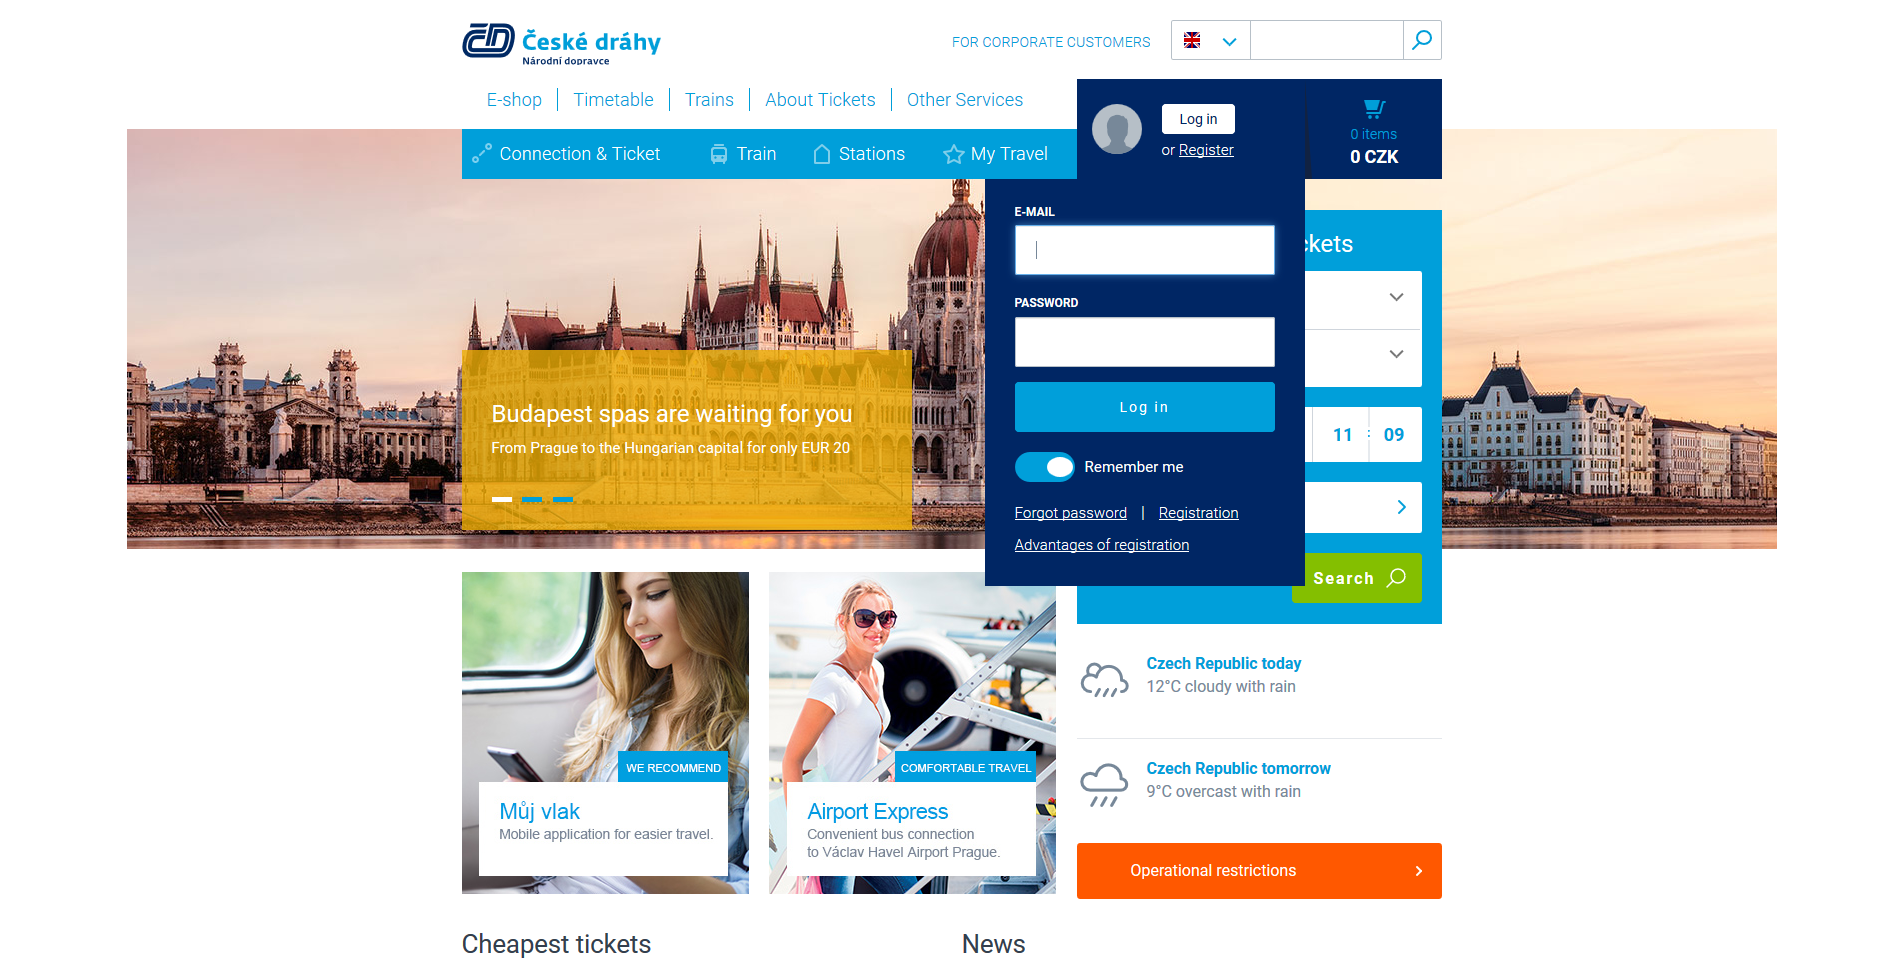 České dráhy
Národní dopravce
FOR CORPORATE CUSTOMERS
E-shop
Timetable
Trains
About Tickets
Other Services
Log in
or Register
0 items
0 CZK
Connection & Ticket
Train
Stations
My Travel
E-MAIL
PASSWORD
Log in
Remember me
Forgot password | Registration
Advantages of registration
11 : 09
Search
Budapest spas are waiting for you
From Prague to the Hungarian capital for only EUR 20
WE RECOMMEND
Můj vlak
Mobile application for easier travel.
COMFORTABLE TRAVEL
Airport Express
Convenient bus connection
to Václav Havel Airport Prague.
Czech Republic today
12°C cloudy with rain
Czech Republic tomorrow
9°C overcast with rain
Operational restrictions
Cheapest tickets
News